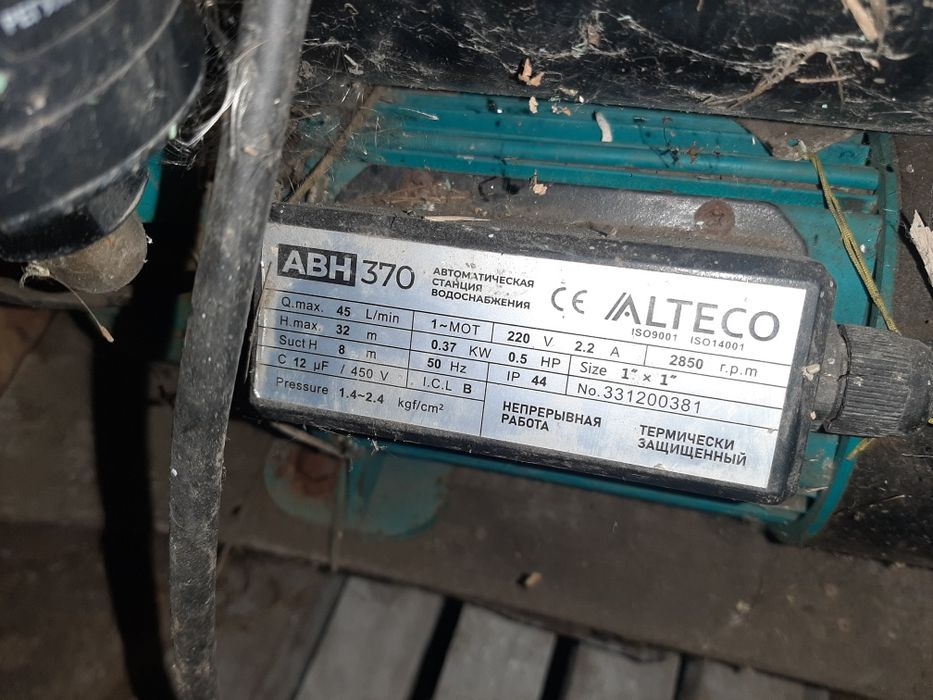 ABH 370 АВТОМАТИЧЕСКАЯ
СТАНЦИЯ
ВОДОСНАБЖЕНИЯ
CE ALTECO
ISO9001 ISO14001
Q.max. 45 L/min 1~MOT 220 V 2.2 A 2850 r.p.m
H.max. 32 m 0.37 KW 0.5 HP Size 1" × 1"
Suct H 8 m 50 Hz IP 44 No.331200381
C 12 µF / 450 V I.C.L B
Pressure 1.4~2.4 kgf/cm²
НЕПРЕРЫВНАЯ
РАБОТА
ТЕРМИЧЕСКИ
ЗАЩИЩЕННЫЙ